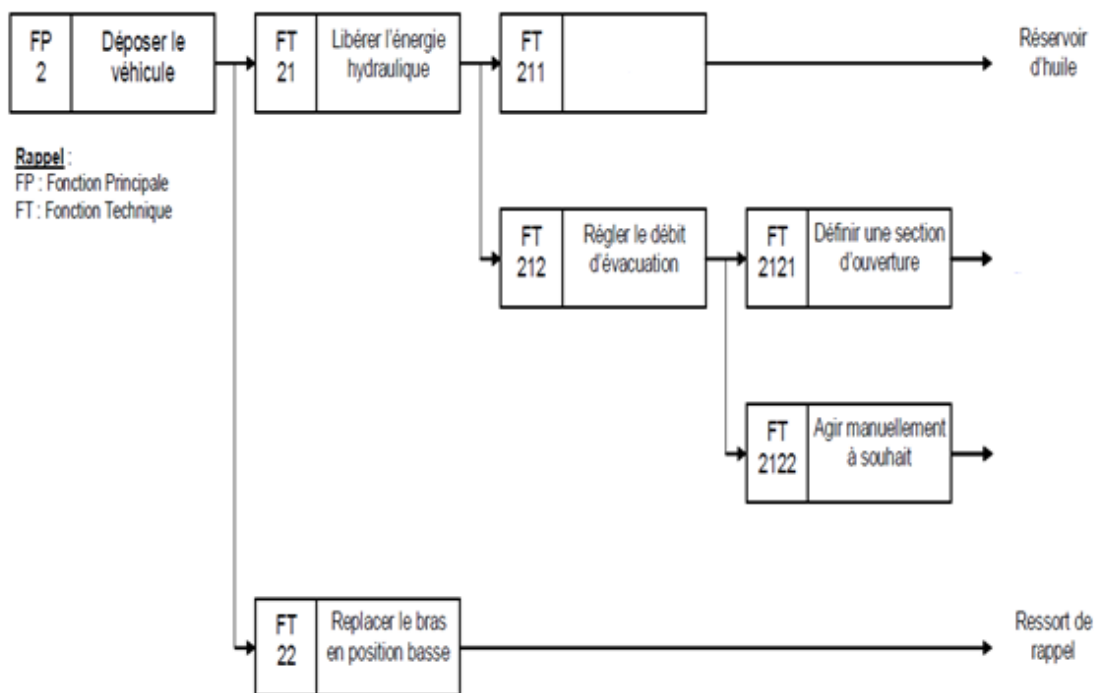 FP
2
Déposer le
véhicule
FT
21
Libérer l'énergie
hydraulique
FT
211
Réservoir
d'huile
Rappel :
FP : Fonction Principale
FT : Fonction Technique
FT
212
Régler le débit
d'évacuation
FT
2121
Définir une section
d'ouverture
FT
2122
Agir manuellement
à souhait
FT
22
Replacer le bras
en position basse
Ressort de
rappel